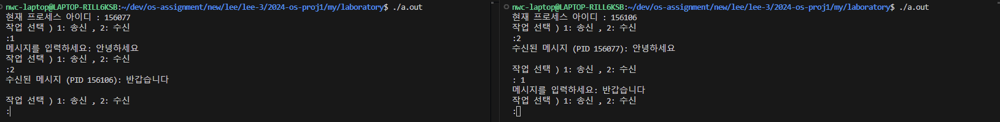 nwc-laptop@LAPTOP-RILL6KSB:~/dev/os-assignment/new/lee/lee-3/2024-os-proj1/my/laboratory$ ./a.out
현재 프로세스 아이디 : 156077
작업 선택 ) 1: 송신 , 2: 수신
:1
메시지를 입력하세요: 안녕하세요
작업 선택 ) 1: 송신 , 2: 수신
:2
수신된 메시지 (PID 156106): 반갑습니다
작업 선택 ) 1: 송신 , 2: 수신
:
nwc-laptop@LAPTOP-RILL6KSB:~/dev/os-assignment/new/lee/lee-3/2024-os-proj1/my/laboratory$ ./a.out
현재 프로세스 아이디 : 156106
작업 선택 ) 1: 송신 , 2: 수신
:2
수신된 메시지 (PID 156077): 안녕하세요
작업 선택 ) 1: 송신 , 2: 수신
: 1
메시지를 입력하세요: 반갑습니다
작업 선택 ) 1: 송신 , 2: 수신
: